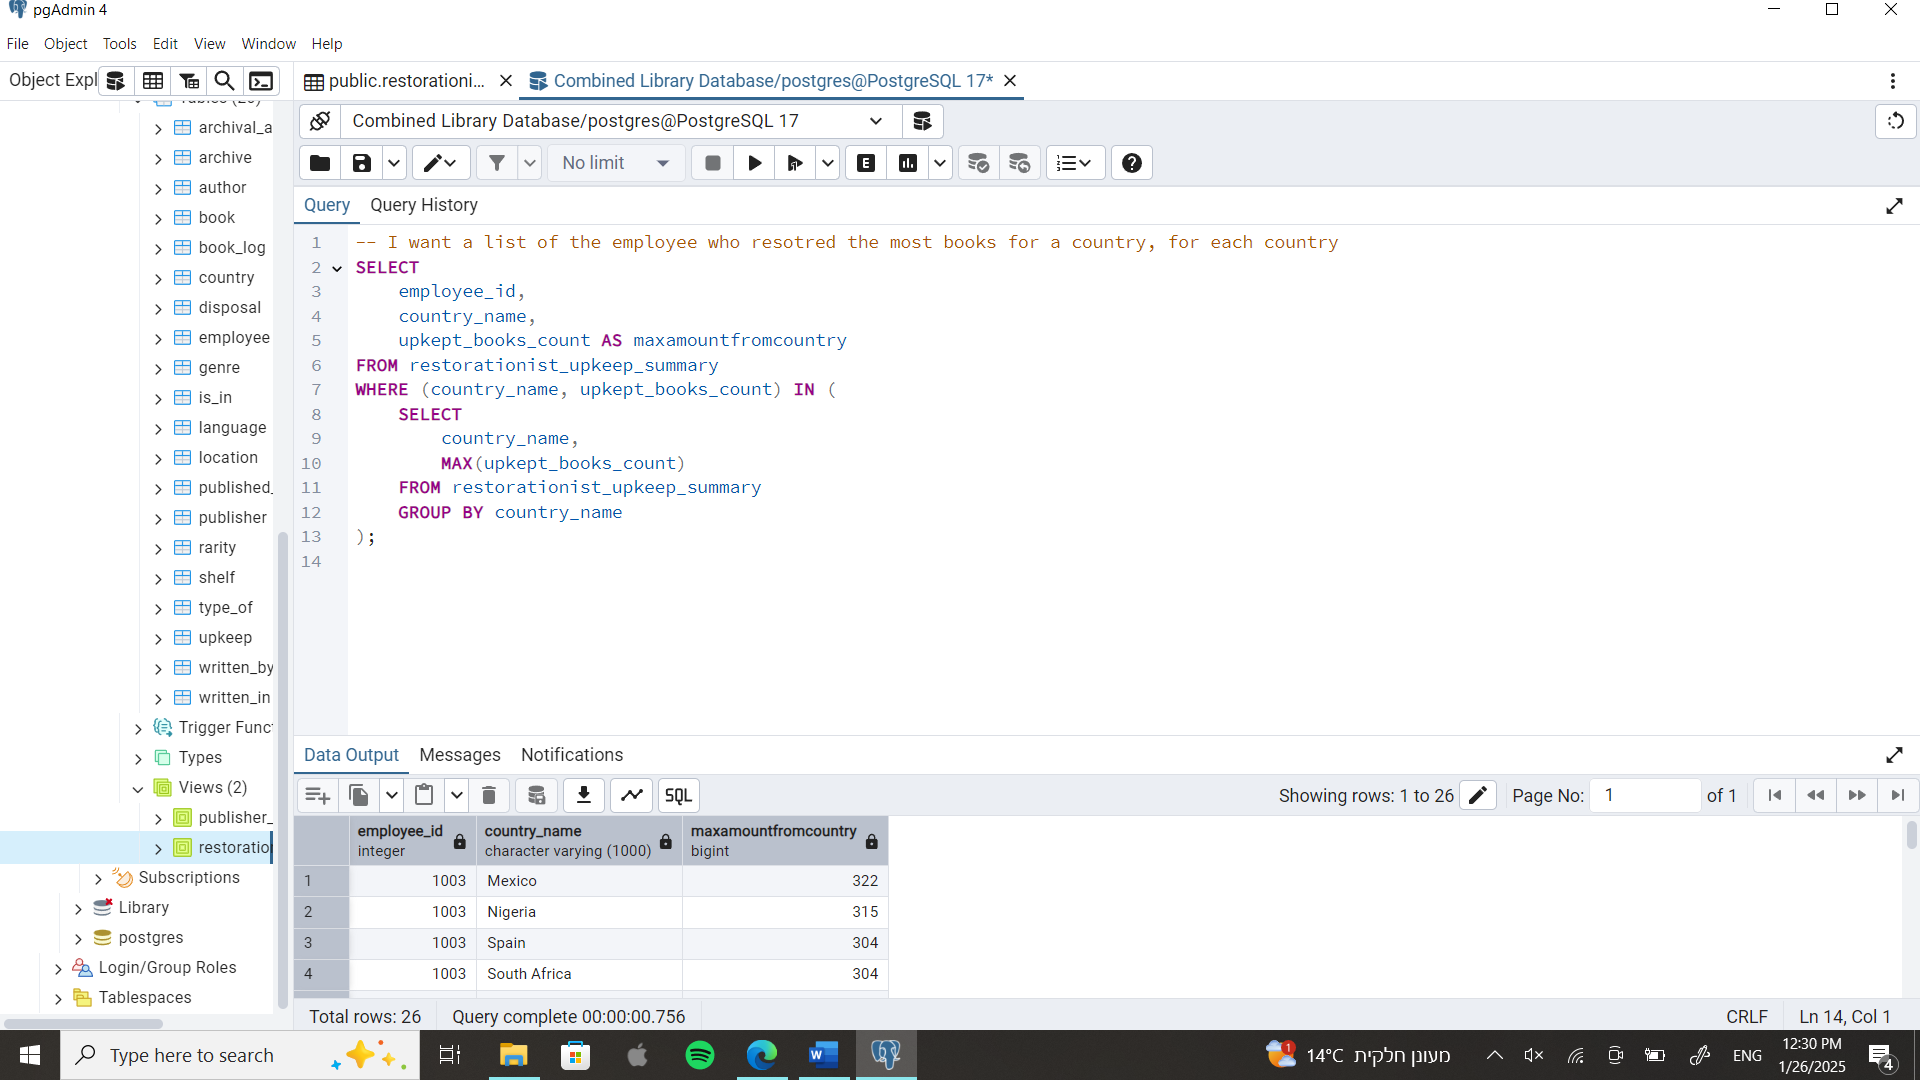 pgAdmin 4
File Object Tools Edit View Window Help
Object Expl
public.restorationi... Combined Library Database/postgres@PostgreSQL 17*
Combined Library Database/postgres@PostgreSQL 17
No limit
E
Query Query History
1 -- I want a list of the employee who resotred the most books for a country, for each country
2 SELECT
3 employee_id,
4 country_name,
5 upkept_books_count AS maxamountfromcountry
6 FROM restorationist_upkeep_summary
7 WHERE (country_name, upkept_books_count) IN (
8 SELECT
9 country_name,
10 MAX(upkept_books_count)
11 FROM restorationist_upkeep_summary
12 GROUP BY country_name
13 );
14
Tables (20)
archival_a
archive
author
book
book_log
country
disposal
employee
genre
is_in
language
location
published_
publisher
rarity
shelf
type_of
upkeep
written_by
written_in
Trigger Func
Types
Views (2)
publisher_
restoratio
Subscriptions
Library
postgres
Login/Group Roles
Tablespaces
Data Output Messages Notifications
SQL
Showing rows: 1 to 26 Page No: 1 of 1
employee_id integer country_name character varying (1000) maxamountfromcountry bigint
1 1003 Mexico 322
2 1003 Nigeria 315
3 1003 Spain 304
4 1003 South Africa 304
Total rows: 26 Query complete 00:00:00.756 CRLF Ln 14, Col 1
Type here to search
1 14°C מעונן חלקית ENG 12:30 PM
1/26/2025 4